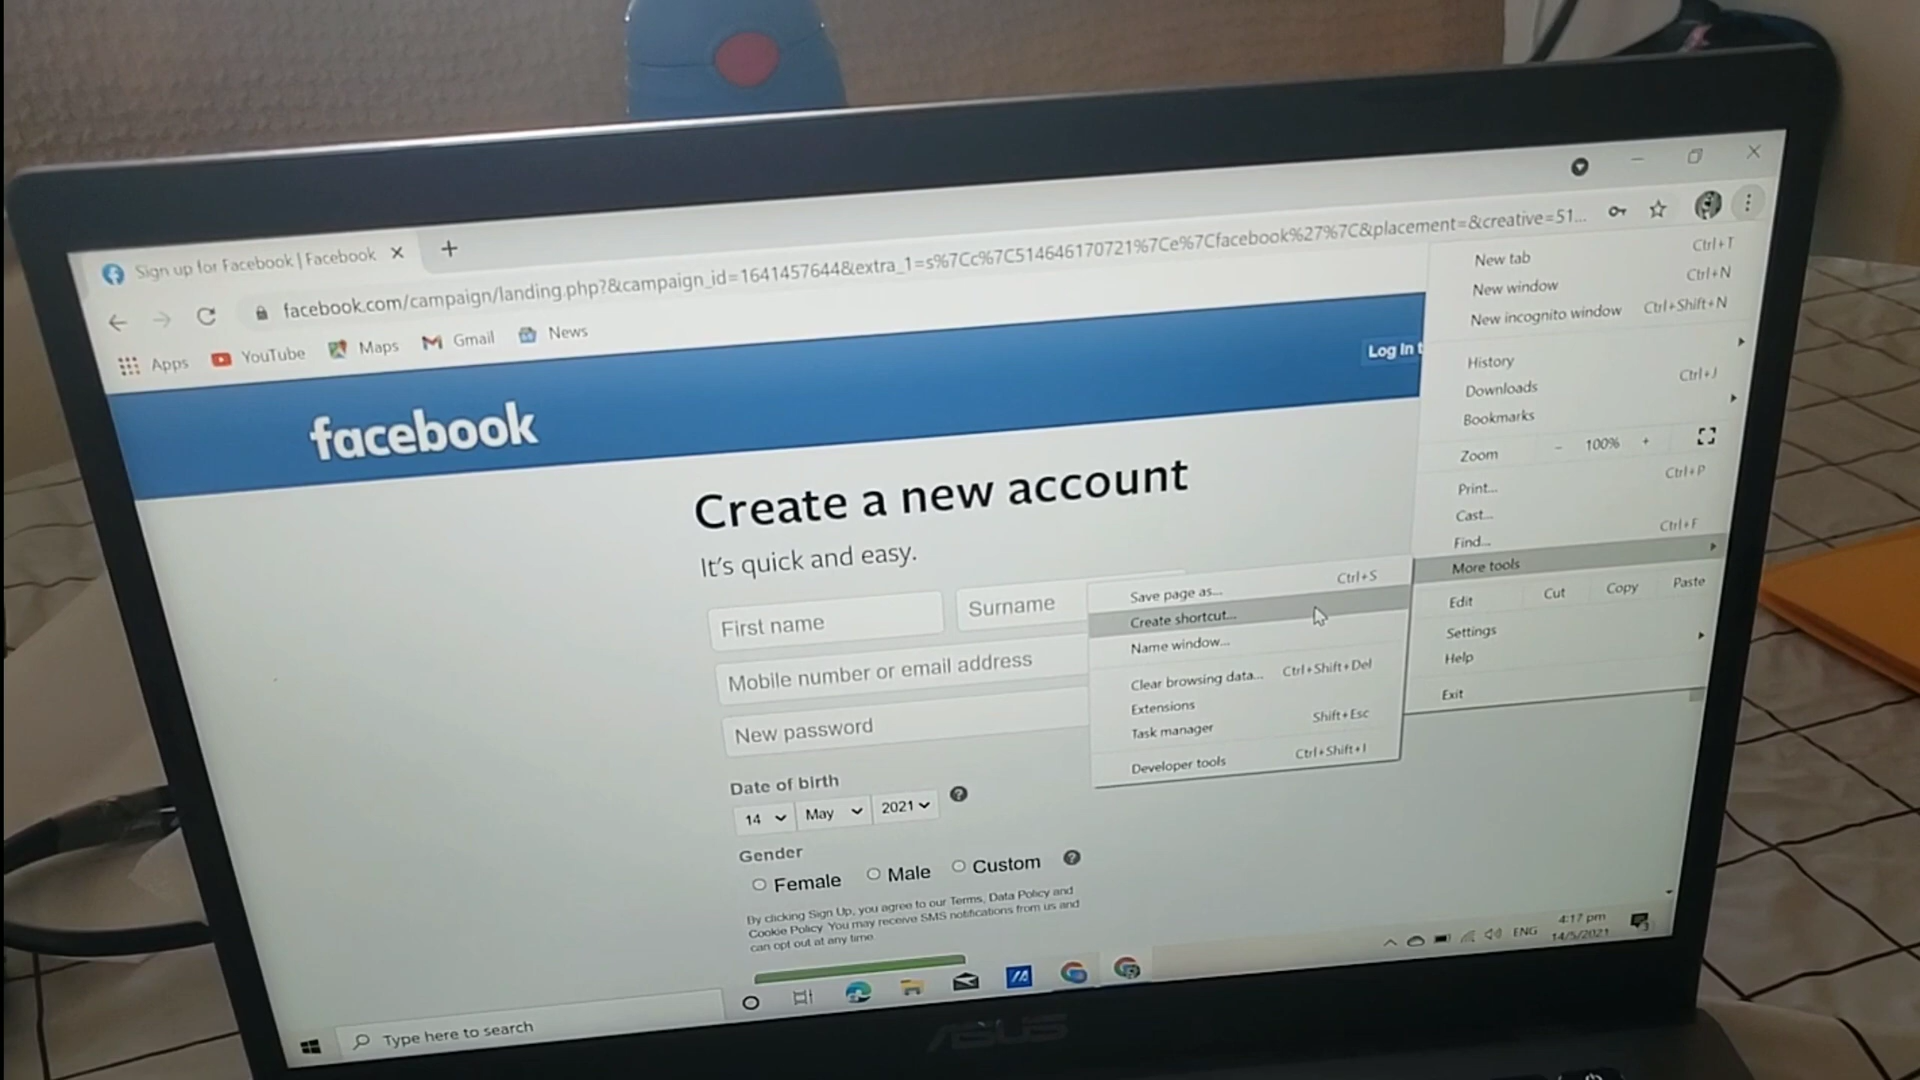 Sign up for Facebook | Facebook
facebook.com/campaign/landing.php?&campaign_id=1641457644&extra_1=s%7Cc%7C514646170721%7Ce%7Cfacebook%27%7C&placement=&creative=51...
Apps YouTube Maps Gmail News
facebook
Log In t
Create a new account
It's quick and easy.
First name
Surname
Mobile number or email address
New password
Date of birth
14 May 2021
Gender
Female Male Custom
By clicking Sign Up, you agree to our Terms, Data Policy and
Cookie Policy. You may receive SMS notifications from us and
can opt out at any time.
New tab Ctrl+T
New window Ctrl+N
New incognito window Ctrl+Shift+N
History
Downloads Ctrl+J
Bookmarks
Zoom - 100% +
Print... Ctrl+P
Cast...
Find... Ctrl+F
More tools
Edit Cut Copy Paste
Settings
Help
Exit
Save page as... Ctrl+S
Create shortcut...
Name window...
Clear browsing data... Ctrl+Shift+Del
Extensions
Task manager Shift+Esc
Developer tools Ctrl+Shift+I
Type here to search
ENG
4:17 pm
14/5/2021
ASUS